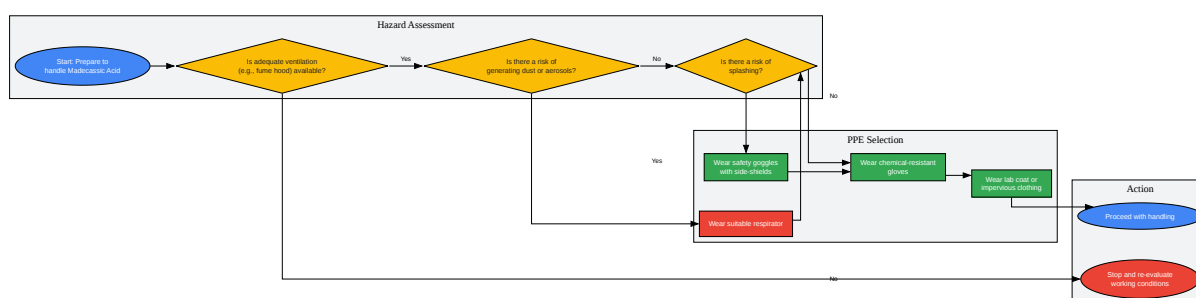 Hazard Assessment
Start: Prepare to
handle Madecassic Acid
Is adequate ventilation
(e.g., fume hood) available?
Yes
Is there a risk of
generating dust or aerosols?
No
Is there a risk of
splashing?
No
Yes
PPE Selection
Wear safety goggles
with side-shields
Wear chemical-resistant
gloves
Wear lab coat or
impervious clothing
Wear suitable respirator
Action
Proceed with handling
No
Stop and re-evaluate
working conditions